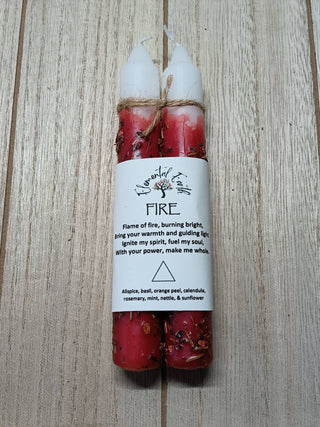 Elemental Earth
FIRE
Flame of fire, burning bright,
Bring your warmth and guiding light,
Ignite my spirit, fuel my soul,
With your power, make me whole.
Allspice, basil, orange peel, calendula,
rosemary, mint, nettle, & sunflower